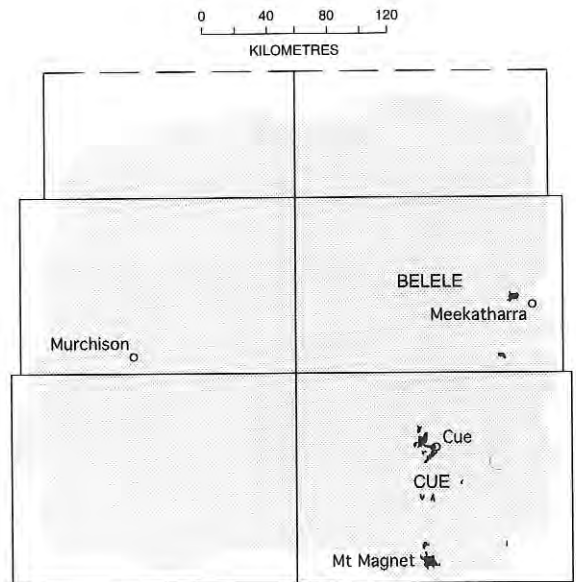 0 40 80 120
KILOMETRES
BELELE
Meekatharra
Murchison
Cue
CUE
Mt Magnet